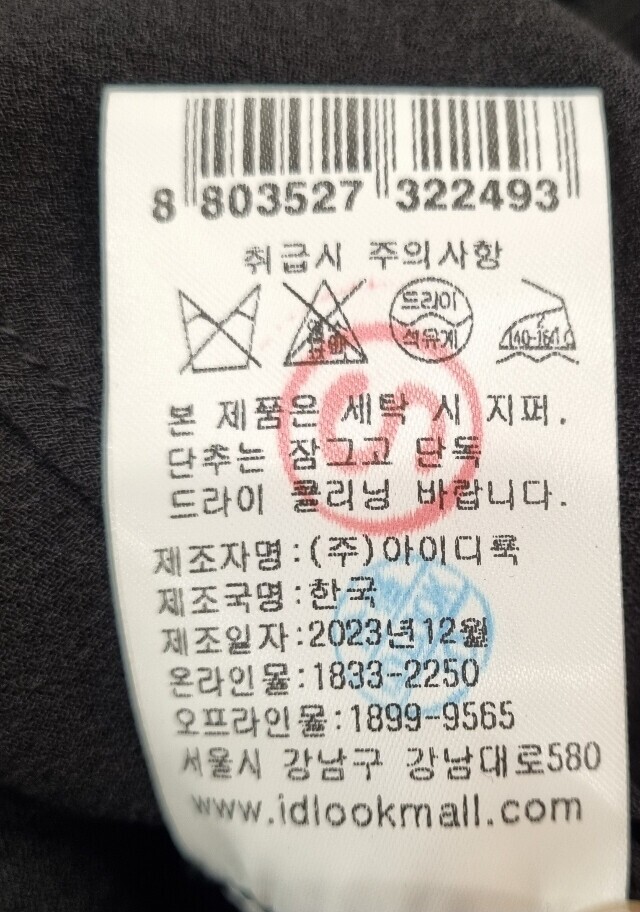 8 803527 322493
취급시 주의사항
드라이
석유계
본 제품은 세탁 시 지퍼.
단추는 잠그고 단독
드라이 클리닝 바랍니다.
제조자명:(주)아이디룩
제조국명:한국
제조일자:2023년12월
온라인몰:1833-2250
오프라인몰:1899-9565
서울시 강남구 강남대로580
www.idlookmall.com